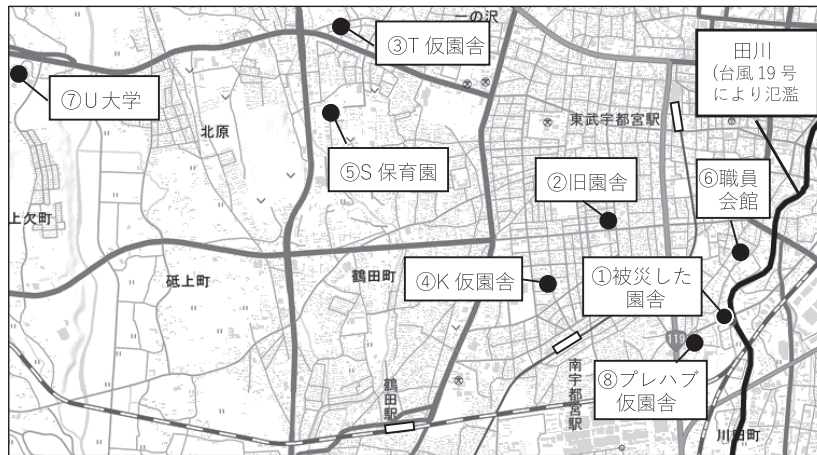 一の沢
③T 仮園舎
田川
(台風 19 号
により氾濫
⑦U 大学
北原
東武宇都宮駅
⑤S 保育園
②旧園舎
⑥職員
会館
上欠町
砥上町
鶴田町
④K 仮園舎
①被災した
園舎
119
鶴田駅
南宇都宮駅
⑧プレハブ
仮園舎
川田町